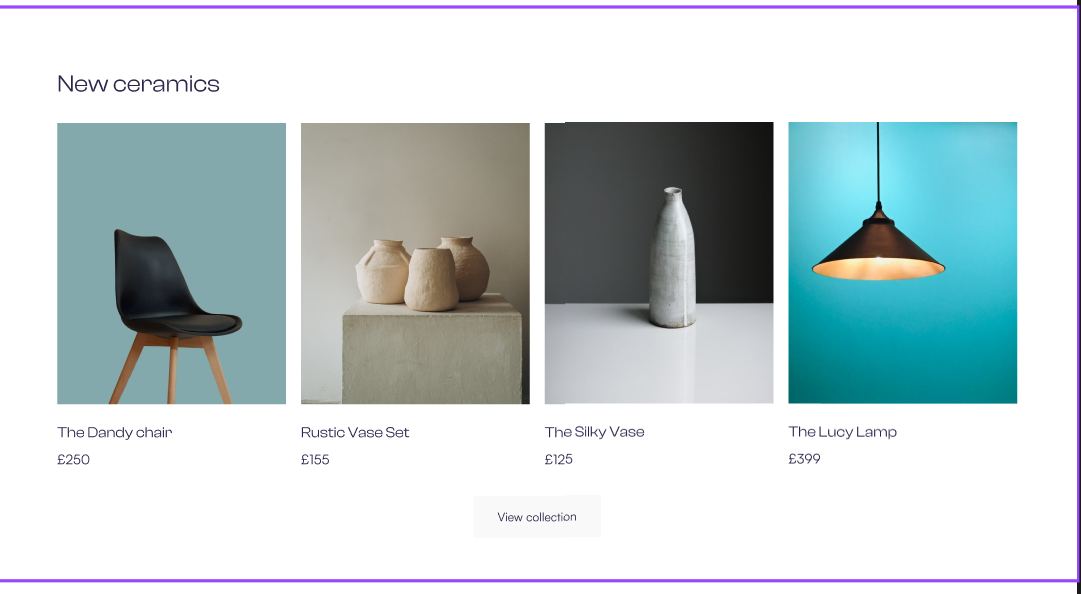 New ceramics
The Dandy chair
£250
Rustic Vase Set
£155
The Silky Vase
£125
The Lucy Lamp
£399
View collection